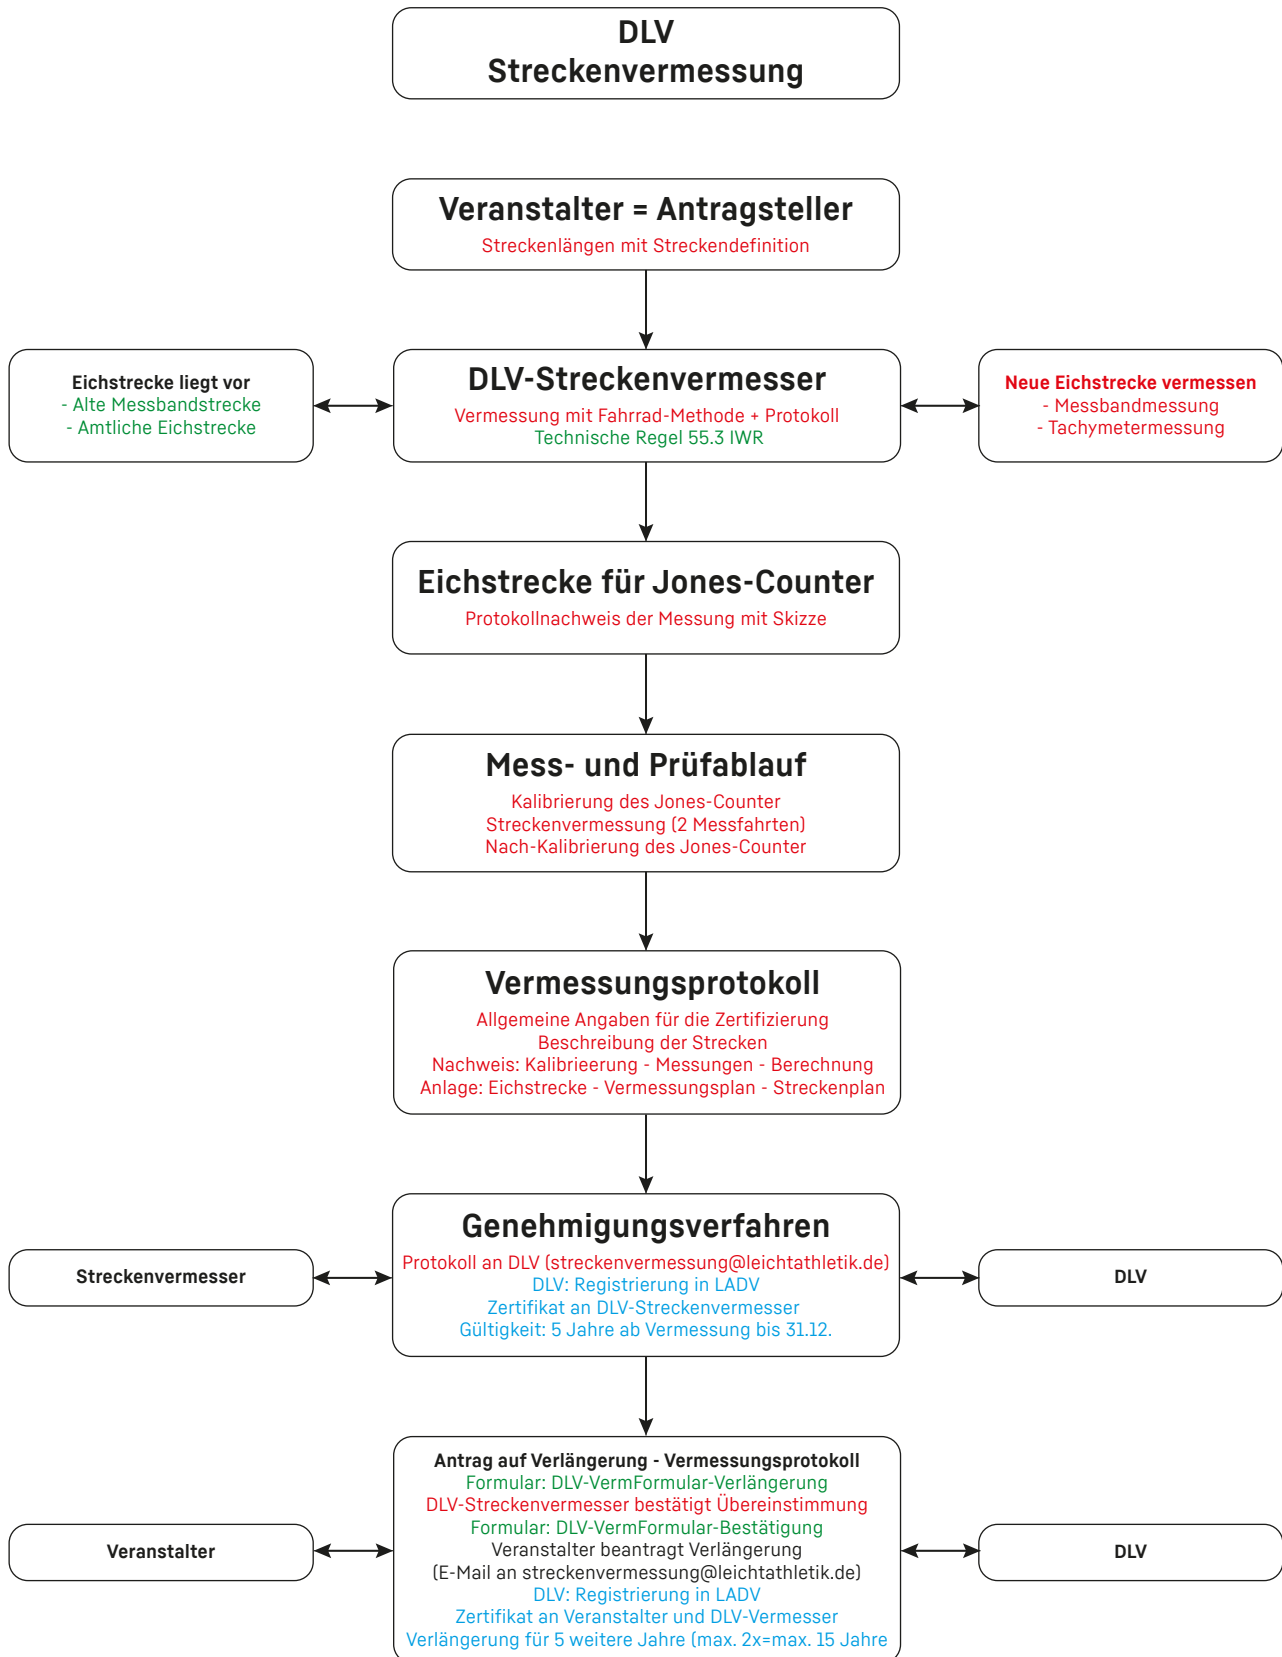 DLV
Streckenvermessung
Veranstalter = Antragsteller
Streckenlängen mit Streckendefinition
Eichstrecke liegt vor
- Alte Messbandstrecke
- Amtliche Eichstrecke
DLV-Streckenvermesser
Vermessung mit Fahrrad-Methode + Protokoll
Technische Regel 55.3 IWR
Neue Eichstrecke vermessen
- Messbandmessung
- Tachymetermessung
Eichstrecke für Jones-Counter
Protokollnachweis der Messung mit Skizze
Mess- und Prüfablauf
Kalibrierung des Jones-Counter
Streckenvermessung (2 Messfahrten)
Nach-Kalibrierung des Jones-Counter
Vermessungsprotokoll
Allgemeine Angaben für die Zertifizierung
Beschreibung der Strecken
Nachweis: Kalibrieerung - Messungen - Berechnung
Anlage: Eichstrecke - Vermessungsplan - Streckenplan
Streckenvermesser
Genehmigungsverfahren
Protokoll an DLV (streckenvermessung@leichtathletik.de)
DLV: Registrierung in LADV
Zertifikat an DLV-Streckenvermesser
Gültigkeit: 5 Jahre ab Vermessung bis 31.12.
DLV
Veranstalter
Antrag auf Verlängerung - Vermessungsprotokoll
Formular: DLV-VermFormular-Verlängerung
DLV-Streckenvermesser bestätigt Übereinstimmung
Formular: DLV-VermFormular-Bestätigung
Veranstalter beantragt Verlängerung
(E-Mail an streckenvermessung@leichtathletik.de)
DLV: Registrierung in LADV
Zertifikat an Veranstalter und DLV-Vermesser
Verlängerung für 5 weitere Jahre (max. 2x=max. 15 Jahre
DLV